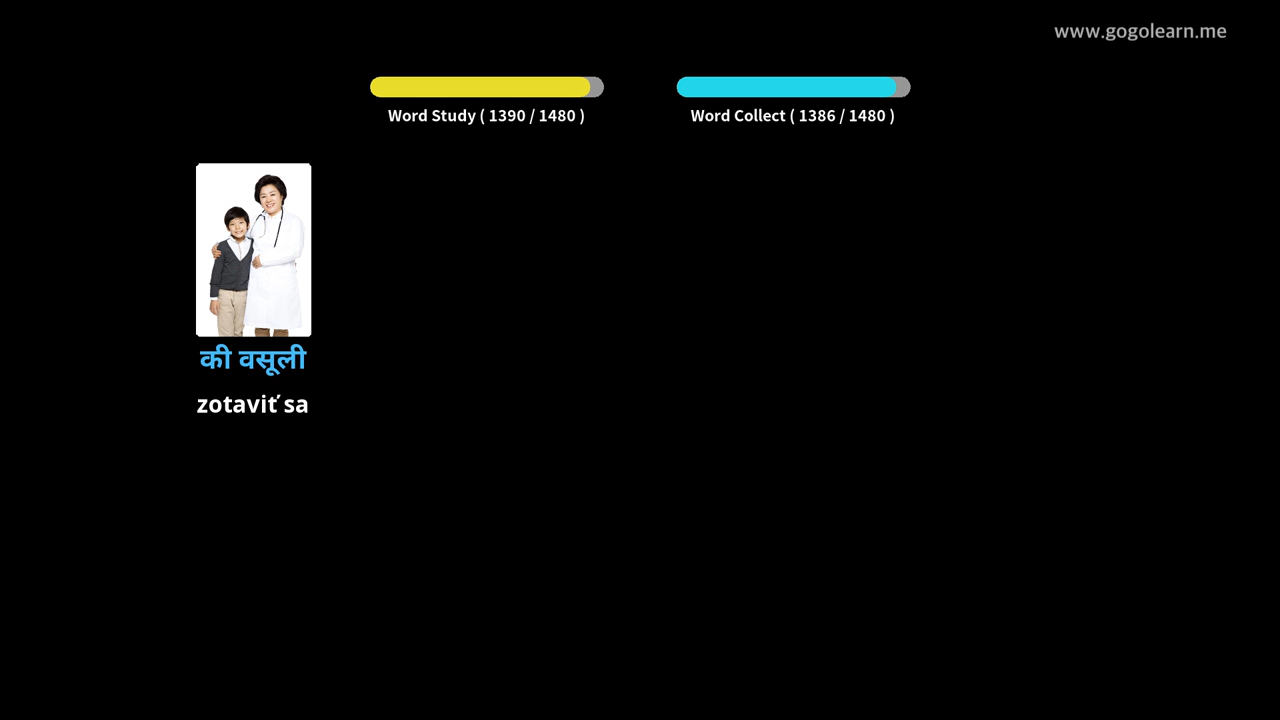 www.gogolearn.me
Word Study ( 1390 / 1480 )
Word Collect ( 1386 / 1480 )
की वसूली
zotaviť sa